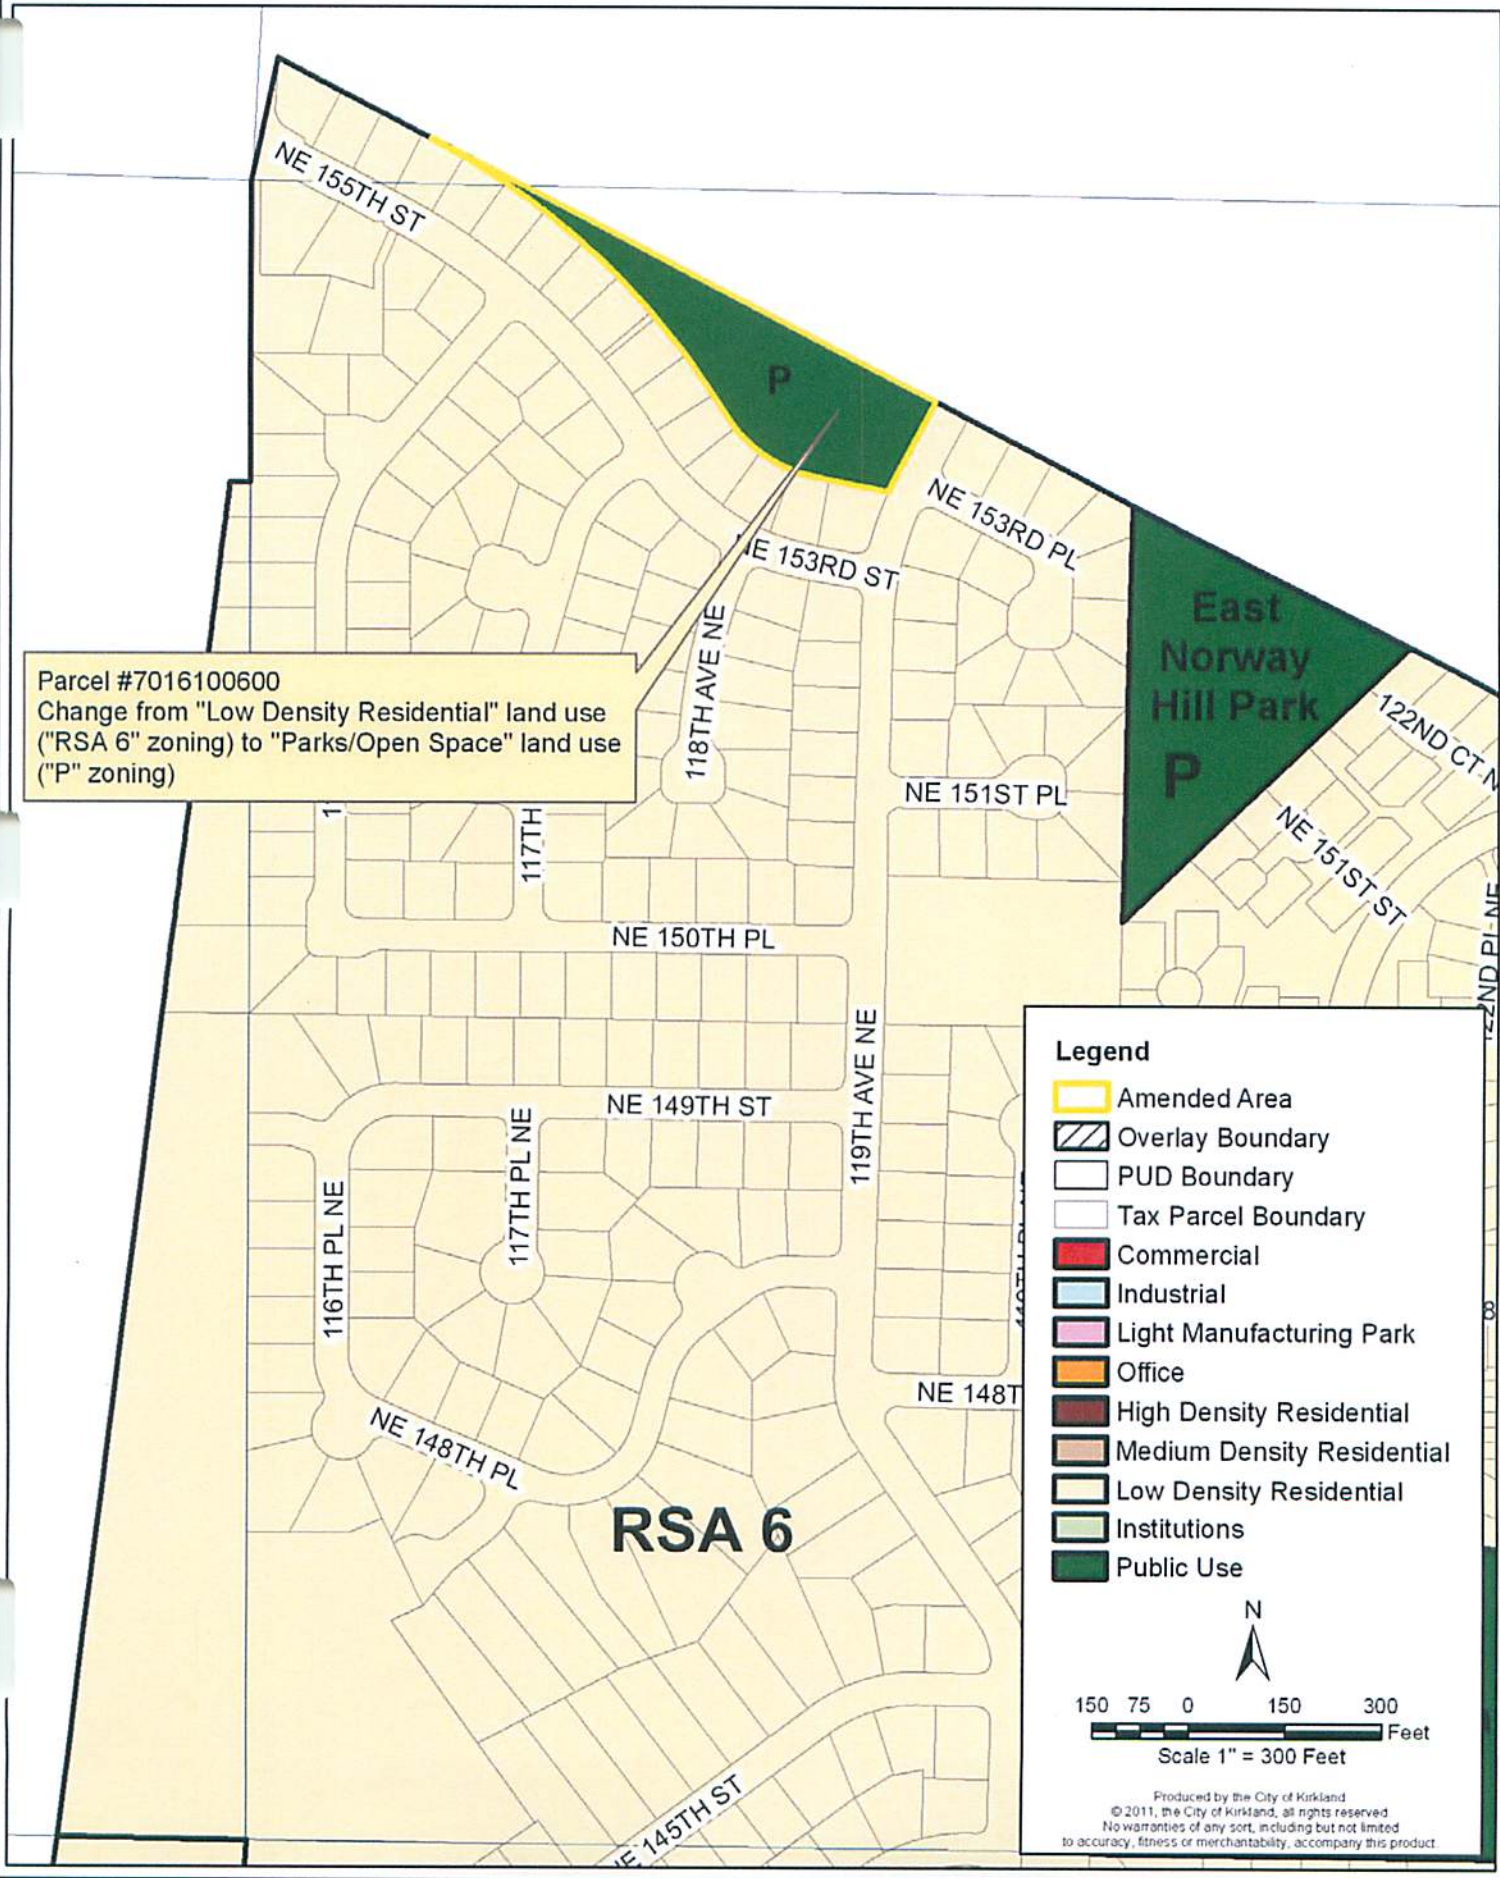 NE 155TH ST
P
NE 153RD PL
NE 153RD ST
East
Norway
Hill Park
P
118TH AVE NE
Parcel #7016100600
Change from "Low Density Residential" land use
("RSA 6" zoning) to "Parks/Open Space" land use
("P" zoning)
122ND CT
NE 151ST PL
NE 151ST ST
117TH
NE 150TH PL
119TH AVE NE
NE 149TH ST
117TH PL NE
116TH PL NE
NE 148T
NE 148TH PL
RSA 6
145TH ST
Legend
Amended Area
Overlay Boundary
PUD Boundary
Tax Parcel Boundary
Commercial
Industrial
Light Manufacturing Park
Office
High Density Residential
Medium Density Residential
Low Density Residential
Institutions
Public Use
N
150 75 0 150 300
Feet
Scale 1" = 300 Feet
Produced by the City of Kirkland
© 2011, the City of Kirkland, all rights reserved
No warranties of any sort, including but not limited
to accuracy, fitness or merchantability, accompany this product.